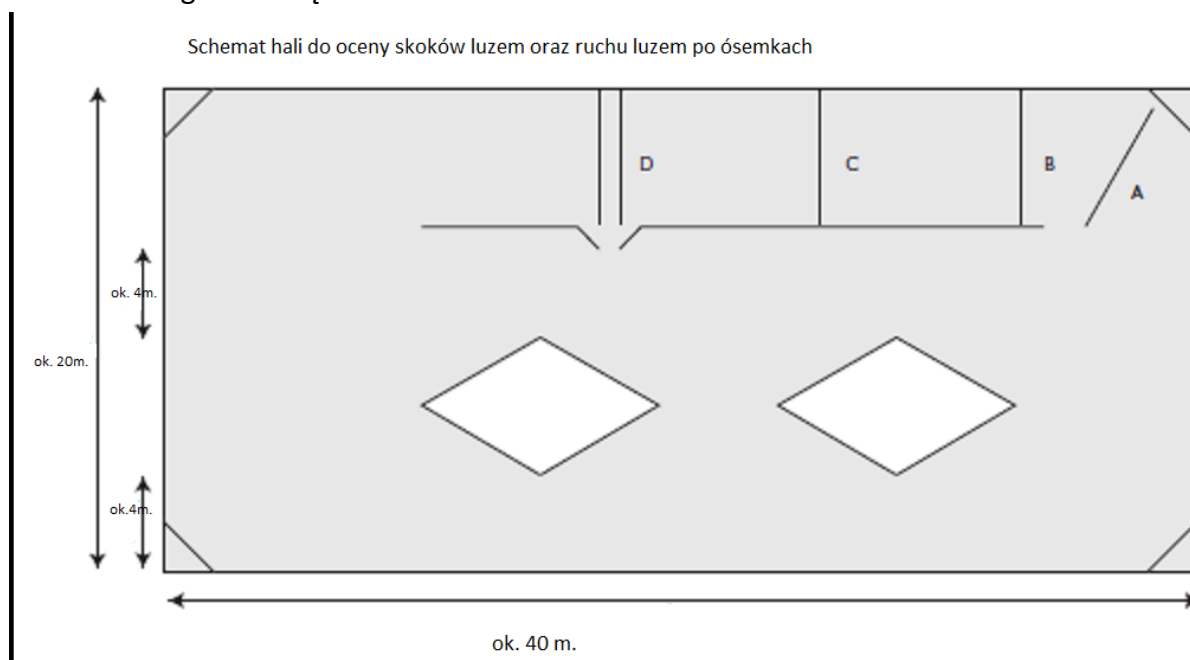 Schemat hali do oceny skoków luzem oraz ruchu luzem po ósemkach
D
C
B
A
ok. 4m.
ok. 20m.
ok.4m.
ok. 40 m.